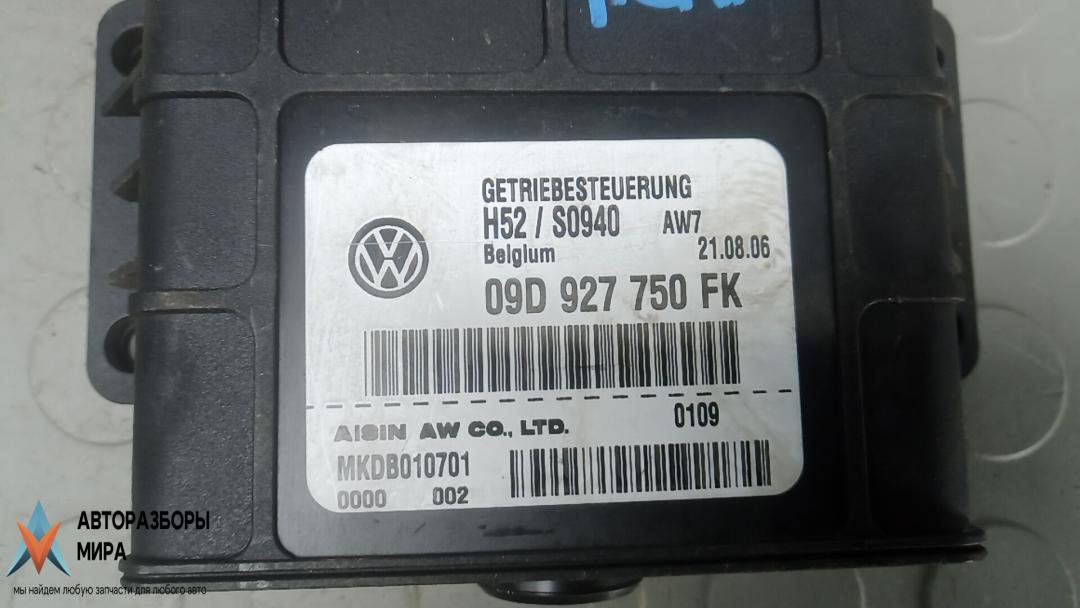 GETRIEBESTEUERUNG
H52 / S0940 AW7
Belgium 21.08.06
09D 927 750 FK
0109
AISIN AW CO., LTD.
MKDB010701
0000 002
АВТОРАЗБОРЫ
МИРА
мы найдем любую запчасти для любого авто